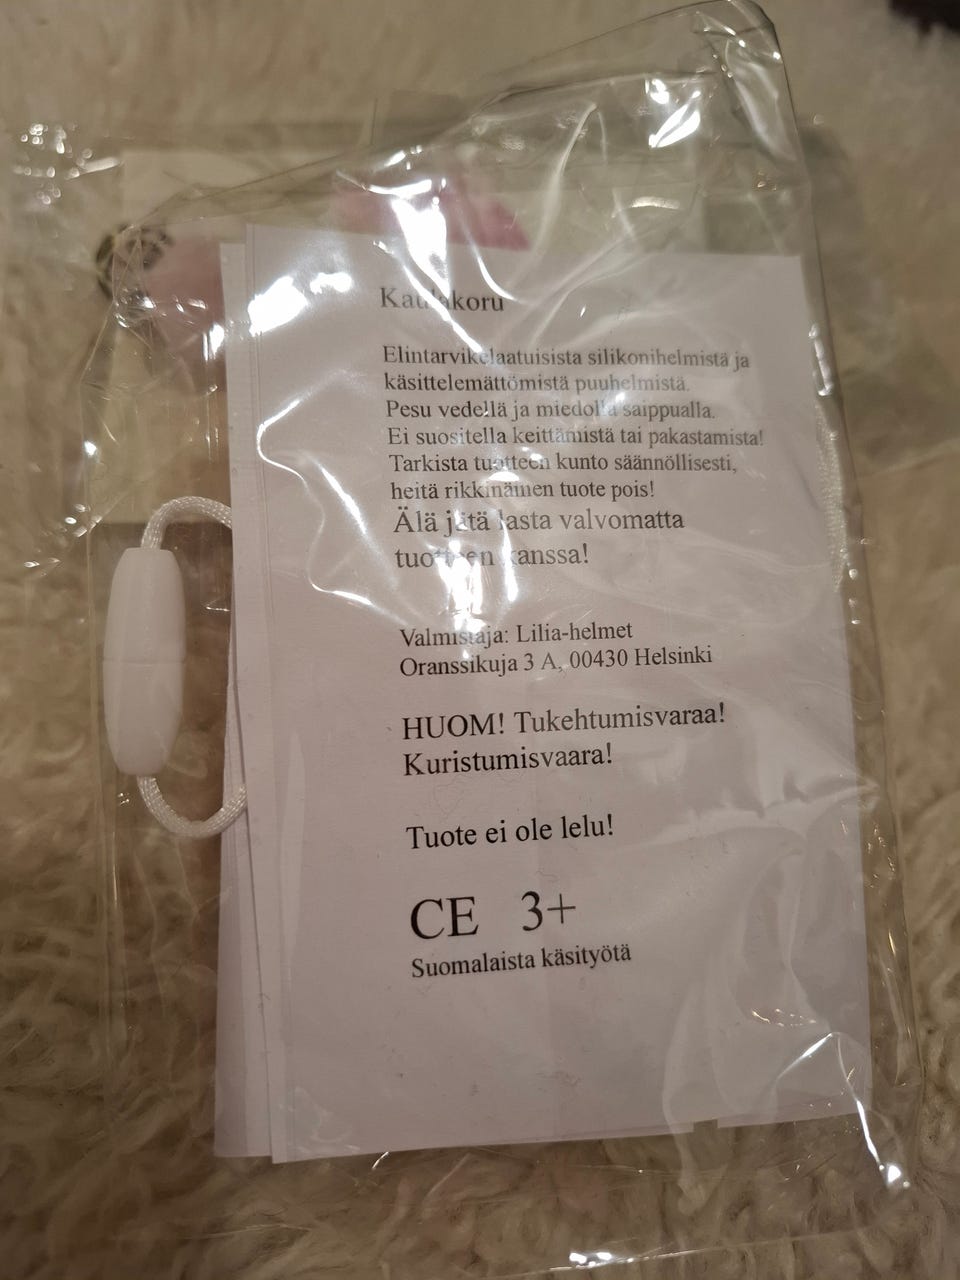 Kaulakoru
Elintarvikelaatuisista silikonihelmistä ja
käsittelemättömistä puuhelmistä.
Pesu vedellä ja miedolla saippualla.
Ei suositella keittämistä tai pakastamista!
Tarkista tuotteen kunto säännöllisesti,
heitä rikkinäinen tuote pois!
Älä jätä lasta valvomatta
tuotteen kanssa!
Valmistaja: Lilia-helmet
Oranssikuja 3 A, 00430 Helsinki
HUOM! Tukehtumisvaraa!
Kuristumisvaara!
Tuote ei ole lelu!
CE 3+
Suomalaista käsityötä